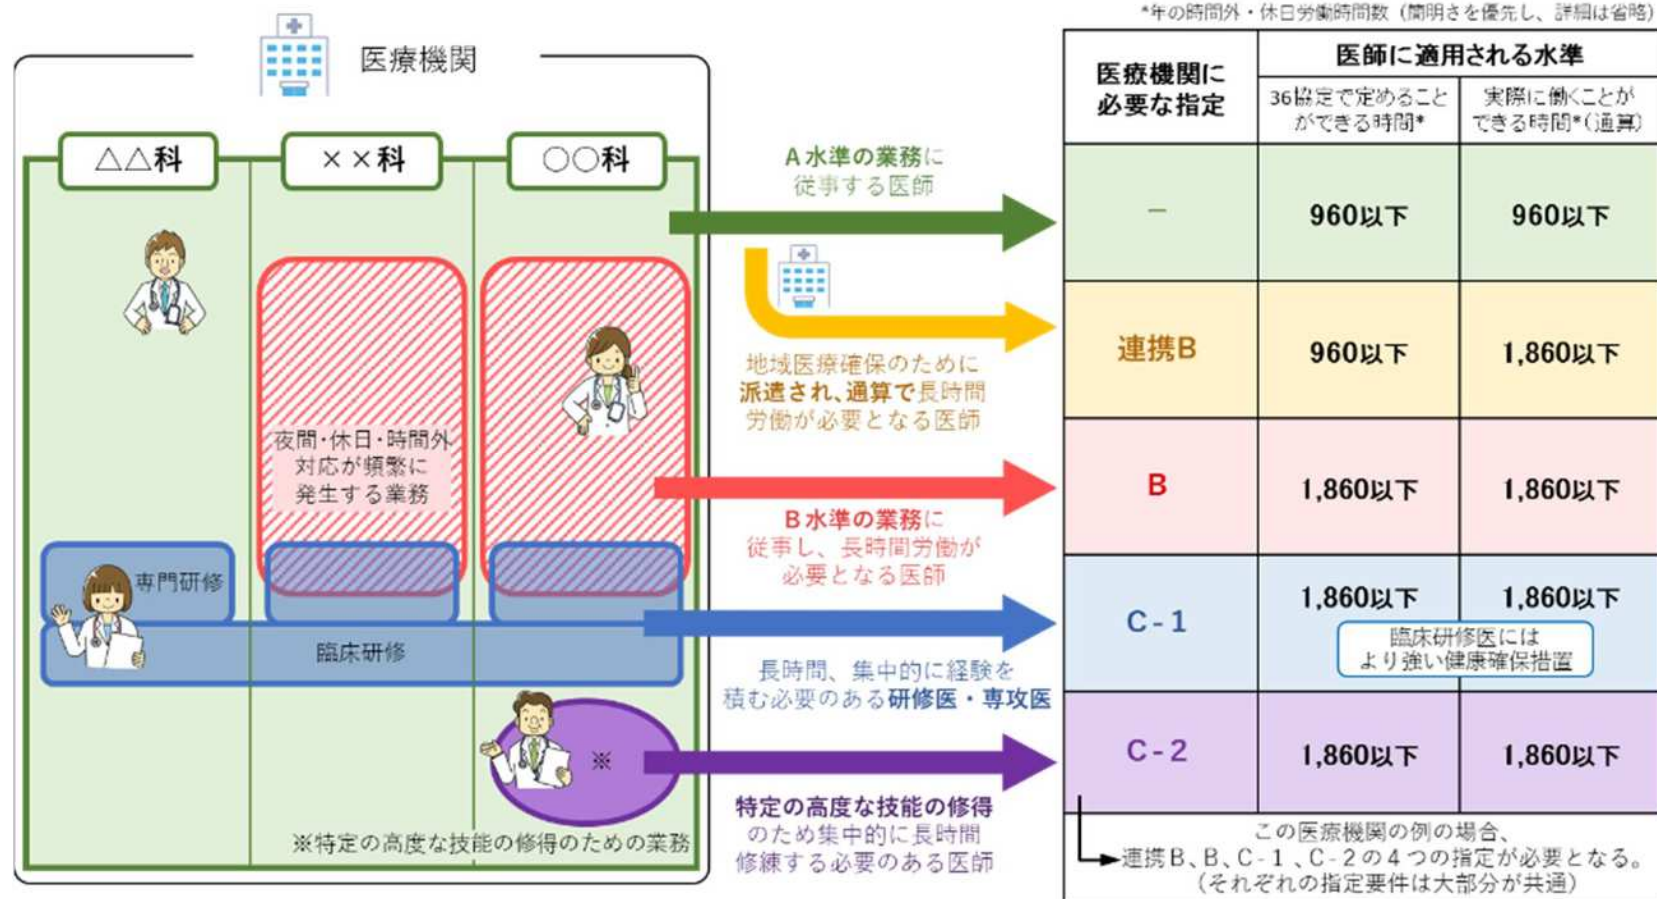 *年の時間外・休日労働時間数（簡明さを優先し、詳細は省略）
医療機関
△△科
××科
○○科
夜間・休日・時間外
対応が頻繁に
発生する業務
専門研修
臨床研修
※
※特定の高度な技能の修得のための業務
A水準の業務に
従事する医師
地域医療確保のために
派遣され、通算で長時間
労働が必要となる医師
B水準の業務に
従事し、長時間労働が
必要となる医師
長時間、集中的に経験を
積む必要のある研修医・専攻医
特定の高度な技能の修得
のため集中的に長時間
修練する必要のある医師
医療機関に
必要な指定
医師に適用される水準
36協定で定めること
ができる時間*
実際に働くことが
できる時間*(通算)
－
960以下
960以下
連携B
960以下
1,860以下
B
1,860以下
1,860以下
C-1
1,860以下
1,860以下
臨床研修医には
より強い健康確保措置
C-2
1,860以下
1,860以下
この医療機関の例の場合、
連携B、B、C-1、C-2の4つの指定が必要となる。
（それぞれの指定要件は大部分が共通）